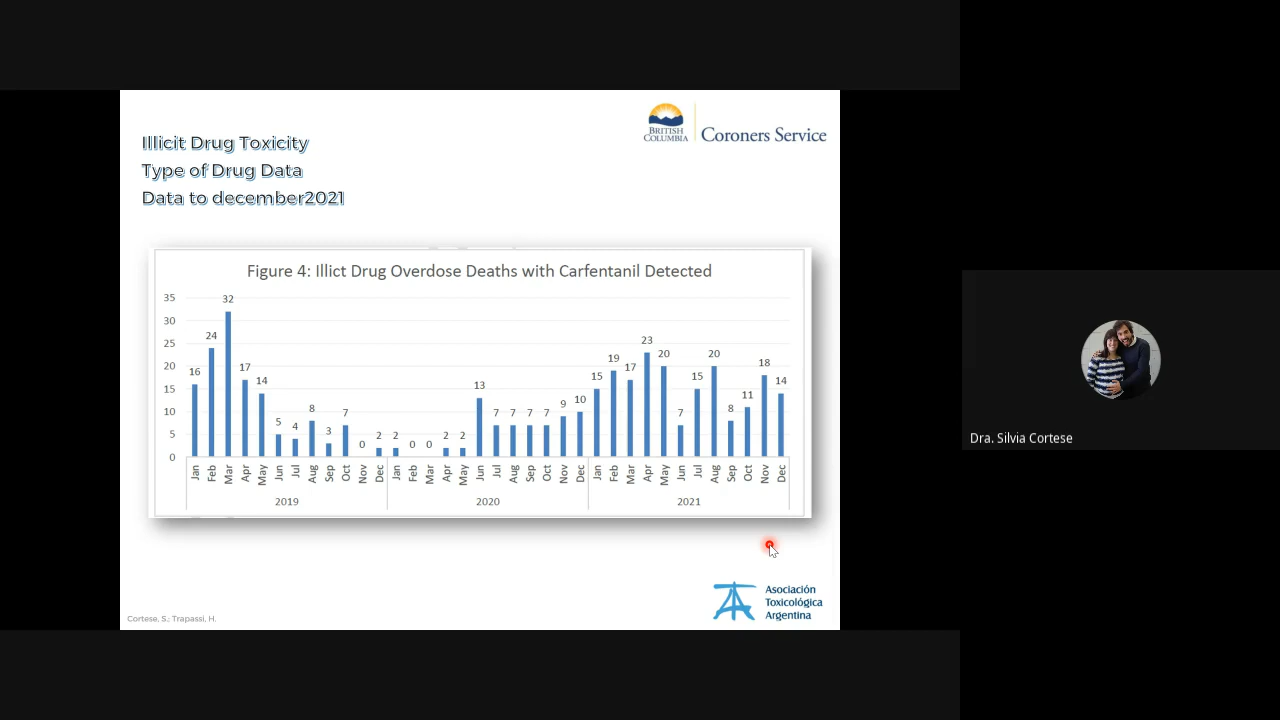 BRITISH
COLUMBIA
Coroners Service
Illicit Drug Toxicity
Type of Drug Data
Data to december2021
Figure 4: Illict Drug Overdose Deaths with Carfentanil Detected
35
30
25
20
15
10
5
0
16 24 32 17 14 5 4 8 3 7 0 2 2 0 0 2 2 13 7 7 7 7 9 10 15 19 17 23 20 7 15 20 8 11 18 14
Jan Feb Mar Apr May Jun Jul Aug Sep Oct Nov Dec Jan Feb Mar Apr May Jun Jul Aug Sep Oct Nov Dec Jan Feb Mar Apr May Jun Jul Aug Sep Oct Nov Dec
2019 2020 2021
Dra. Silvia Cortese
Asociación
Toxicológica
Argentina
Cortese, S.; Trapassi, H.